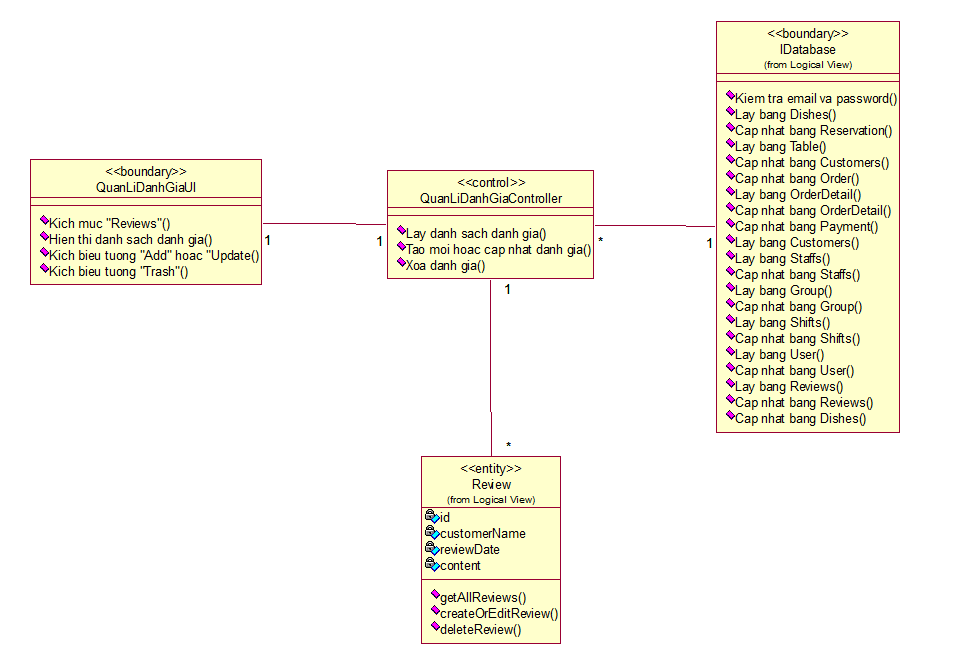 <<boundary>>
QuanLiDanhGiaUI
Kich muc "Reviews"()
Hien thi danh sach danh gia()
Kich bieu tuong "Add" hoac "Update()
Kich bieu tuong "Trash"()
1
1
<<control>>
QuanLiDanhGiaController
Lay danh sach danh gia()
Tao moi hoac cap nhat danh gia()
Xoa danh gia()
*
1
1
*
<<boundary>>
IDatabase
(from Logical View)
Kiem tra email va password()
Lay bang Dishes()
Cap nhat bang Reservation()
Lay bang Table()
Cap nhat bang Customers()
Cap nhat bang Order()
Lay bang OrderDetail()
Cap nhat bang OrderDetail()
Cap nhat bang Payment()
Lay bang Customers()
Lay bang Staffs()
Cap nhat bang Staffs()
Lay bang Group()
Cap nhat bang Group()
Lay bang Shifts()
Cap nhat bang Shifts()
Lay bang User()
Cap nhat bang User()
Lay bang Reviews()
Cap nhat bang Reviews()
Cap nhat bang Dishes()
<<entity>>
Review
(from Logical View)
id
customerName
reviewDate
content
getAllReviews()
createOrEditReview()
deleteReview()